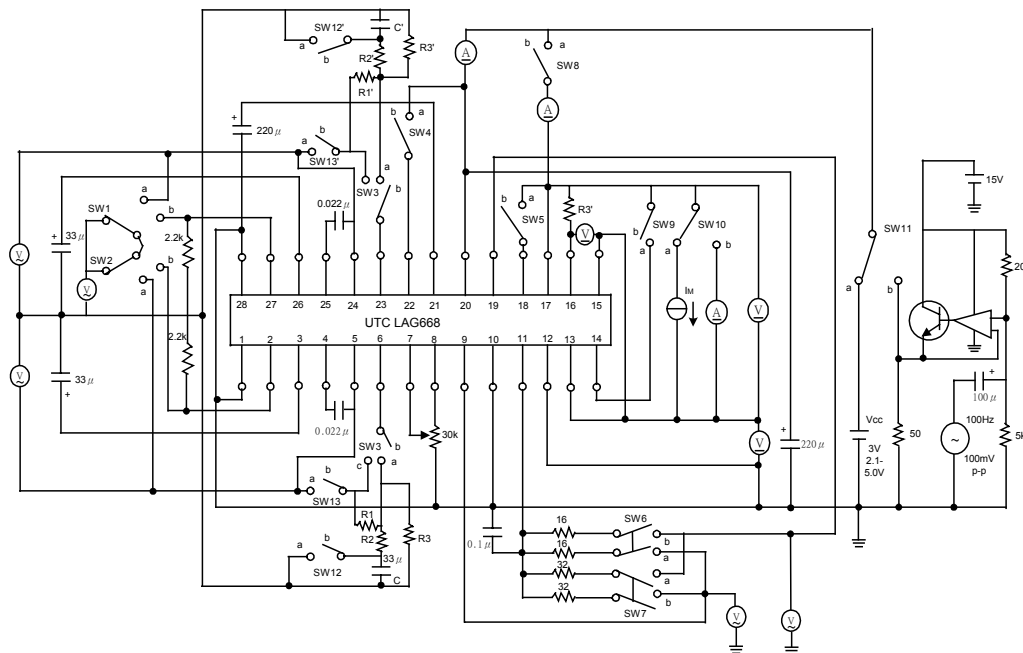 SW12'
a
b
C'
R2'
R3'
R1'
A
b
a
SW8
A
+
220μ
b
a
SW4
b
a
SW13'
SW3
a
b
0.022μ
15V
SW1
a
b
SW2
b
a
33μ
+
2.2k
V
V
a
SW5
b
R3'
V
b
SW9
a
b
SW10
a
b
SW11
a
b
20
IM
A
V
28 27 26 25 24 23 22 21 20 19 18 17 16 15
UTC LAG668
1 2 3 4 5 6 7 8 9 10 11 12 13 14
2.2k
V
33μ
+
0.022μ
SW3
b
c
a
30k
V
+
220μ
Vcc
3V
2.1-
5.0V
50
100μ
+
100Hz
~
100mV
p-p
5k
b
a
SW13
R1
R2
R3
33μ
C
b
a
SW12
0.1μ
16
SW6
b
16
a
32
a
32
b
SW7
V
V